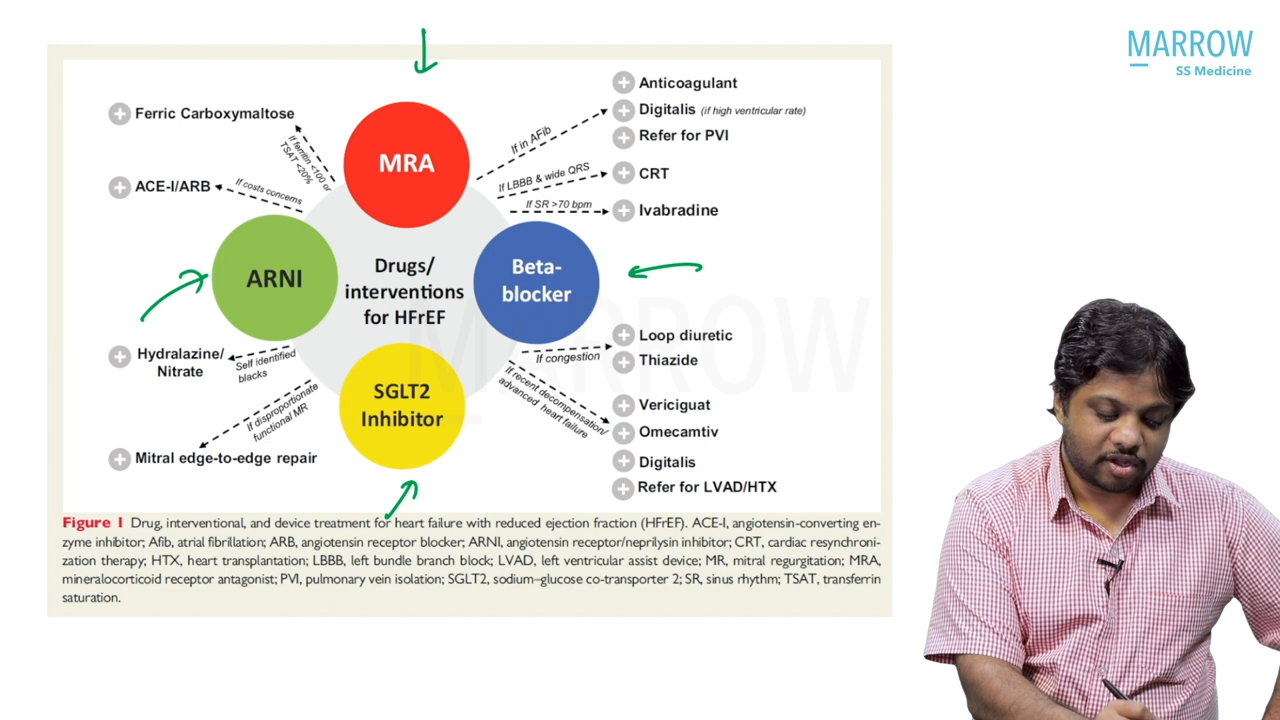 MARROW
SS Medicine
Ferric Carboxymaltose
If ferritin <100 or
TSAT <20%
ACE-I/ARB
If costs concerns
MRA
If in AFib
Anticoagulant
Digitalis (if high ventricular rate)
Refer for PVI
If LBBB & wide QRS
CRT
If SR >70 bpm
Ivabradine
ARNI
Drugs/
interventions
for HFrEF
Beta-
blocker
MARROW
Hydralazine/
Nitrate
Self identified
blacks
If disproportionate
functional MR
Mitral edge-to-edge repair
SGLT2
Inhibitor
If congestion
Loop diuretic
Thiazide
If recent decompensation/
advanced heart failure
Vericiguat
Omecamtiv
Digitalis
Refer for LVAD/HTX
Figure 1 Drug, interventional, and device treatment for heart failure with reduced ejection fraction (HFrEF). ACE-I, angiotensin-converting en-
zyme inhibitor; Afib, atrial fibrillation; ARB, angiotensin receptor blocker; ARNI, angiotensin receptor/neprilysin inhibitor; CRT, cardiac resynchroni-
zation therapy; HTX, heart transplantation; LBBB, left bundle branch block; LVAD, left ventricular assist device; MR, mitral regurgitation; MRA,
mineralocorticoid receptor antagonist; PVI, pulmonary vein isolation; SGLT2, sodium–glucose co-transporter 2; SR, sinus rhythm; TSAT, transferrin
saturation.